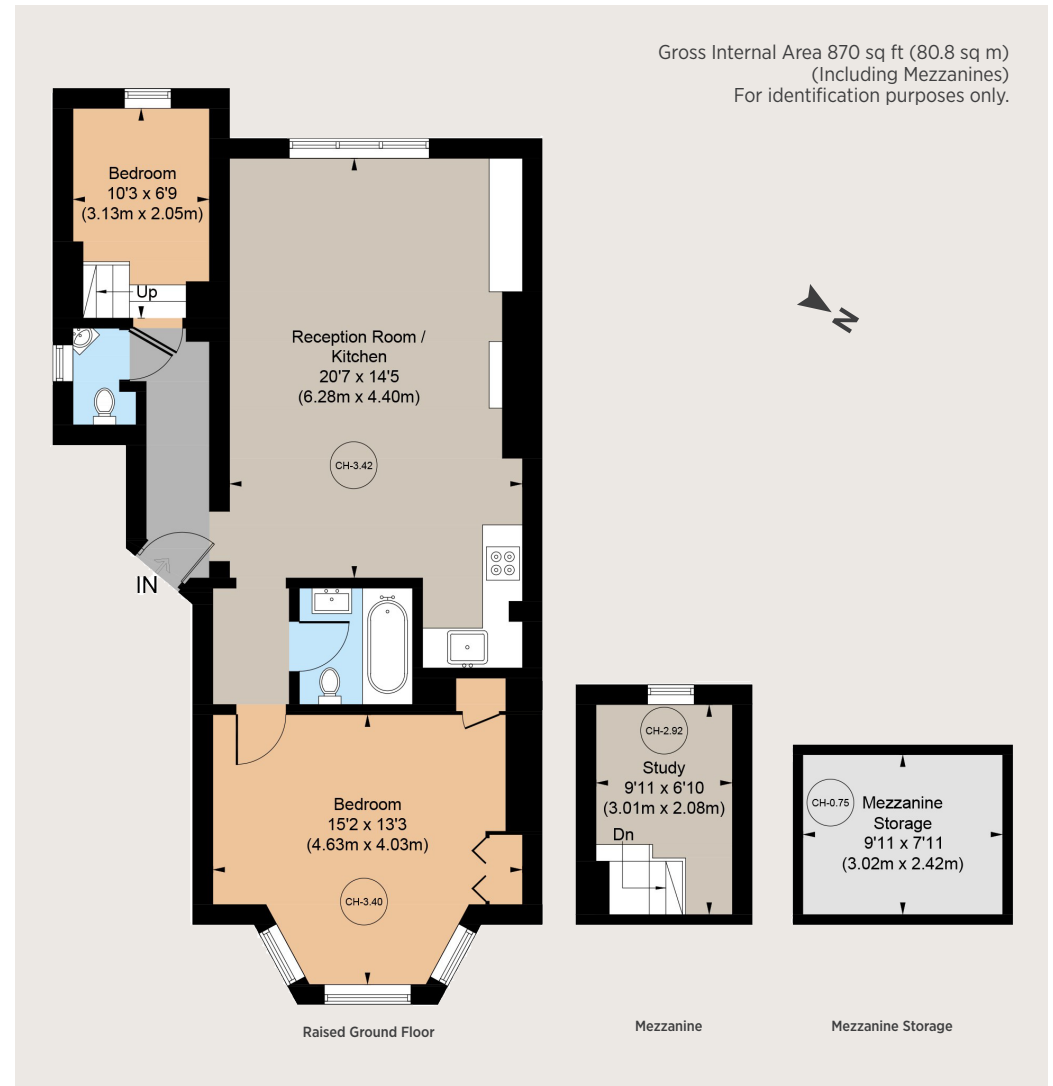 Gross Internal Area 870 sq ft (80.8 sq m)
(Including Mezzanines)
For identification purposes only.
Bedroom
10'3 x 6'9
(3.13m x 2.05m)
Up
Reception Room /
Kitchen
20'7 x 14'5
(6.28m x 4.40m)
CH-3.42
N
IN
Bedroom
15'2 x 13'3
(4.63m x 4.03m)
CH-3.40
CH-2.92
Study
9'11 x 6'10
(3.01m x 2.08m)
Dn
CH-0.75
Mezzanine
Storage
9'11 x 7'11
(3.02m x 2.42m)
Raised Ground Floor
Mezzanine
Mezzanine Storage